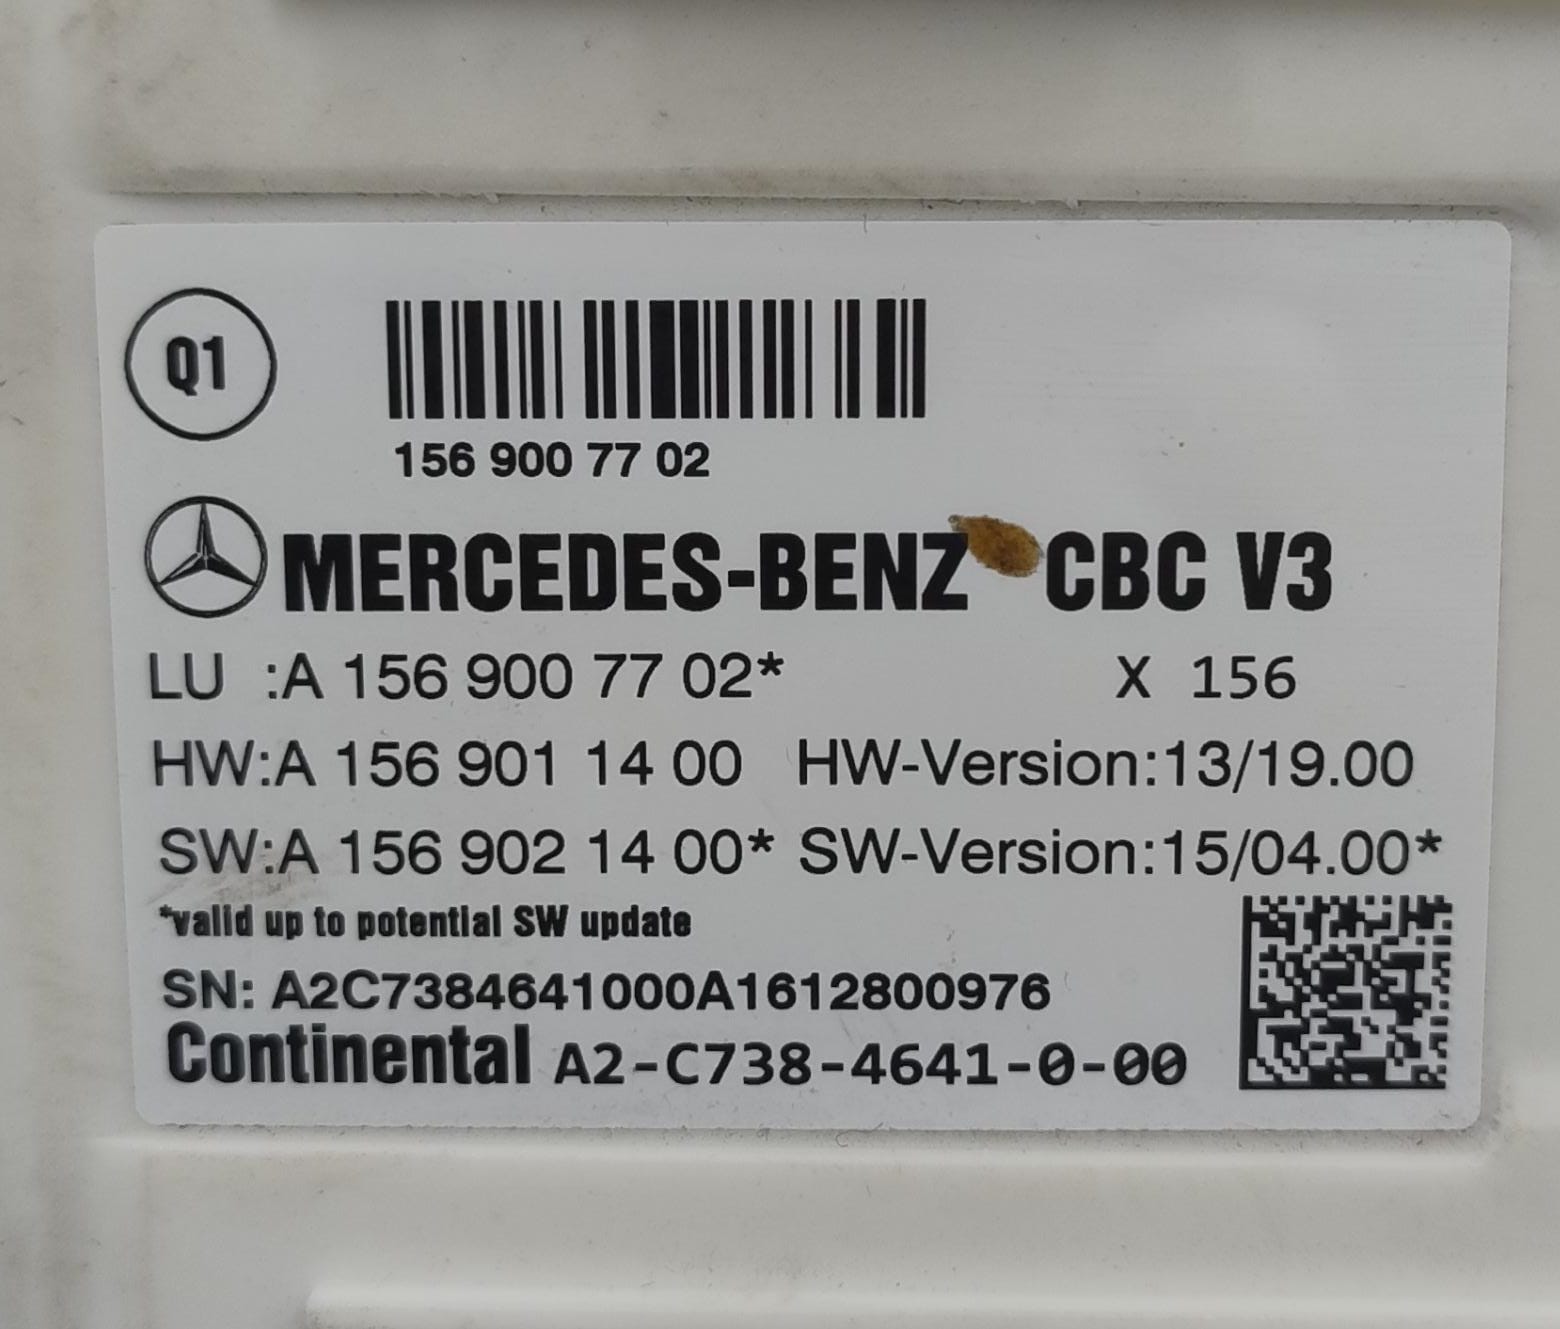 Q1
156 900 77 02
MERCEDES-BENZ CBC V3
LU :A 156 900 77 02* X 156
HW:A 156 901 14 00 HW-Version:13/19.00
SW:A 156 902 14 00* SW-Version:15/04.00*
*valid up to potential SW update
SN: A2C7384641000A1612800976
Continental A2-C738-4641-0-00